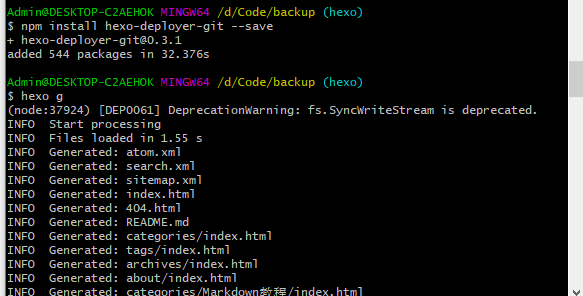 Admin@DESKTOP-C2AEHOK MINGW64 /d/Code/backup (hexo)
$ npm install hexo-deployer-git --save
+ hexo-deployer-git@0.3.1
added 544 packages in 32.376s
Admin@DESKTOP-C2AEHOK MINGW64 /d/Code/backup (hexo)
$ hexo g
(node:37924) [DEP0061] DeprecationWarning: fs.SyncWriteStream is deprecated.
INFO  Start processing
INFO  Files loaded in 1.55 s
INFO  Generated: atom.xml
INFO  Generated: search.xml
INFO  Generated: sitemap.xml
INFO  Generated: index.html
INFO  Generated: 404.html
INFO  Generated: README.md
INFO  Generated: categories/index.html
INFO  Generated: tags/index.html
INFO  Generated: archives/index.html
INFO  Generated: about/index.html
INFO  Generated: categories/Markdown教程/index.html